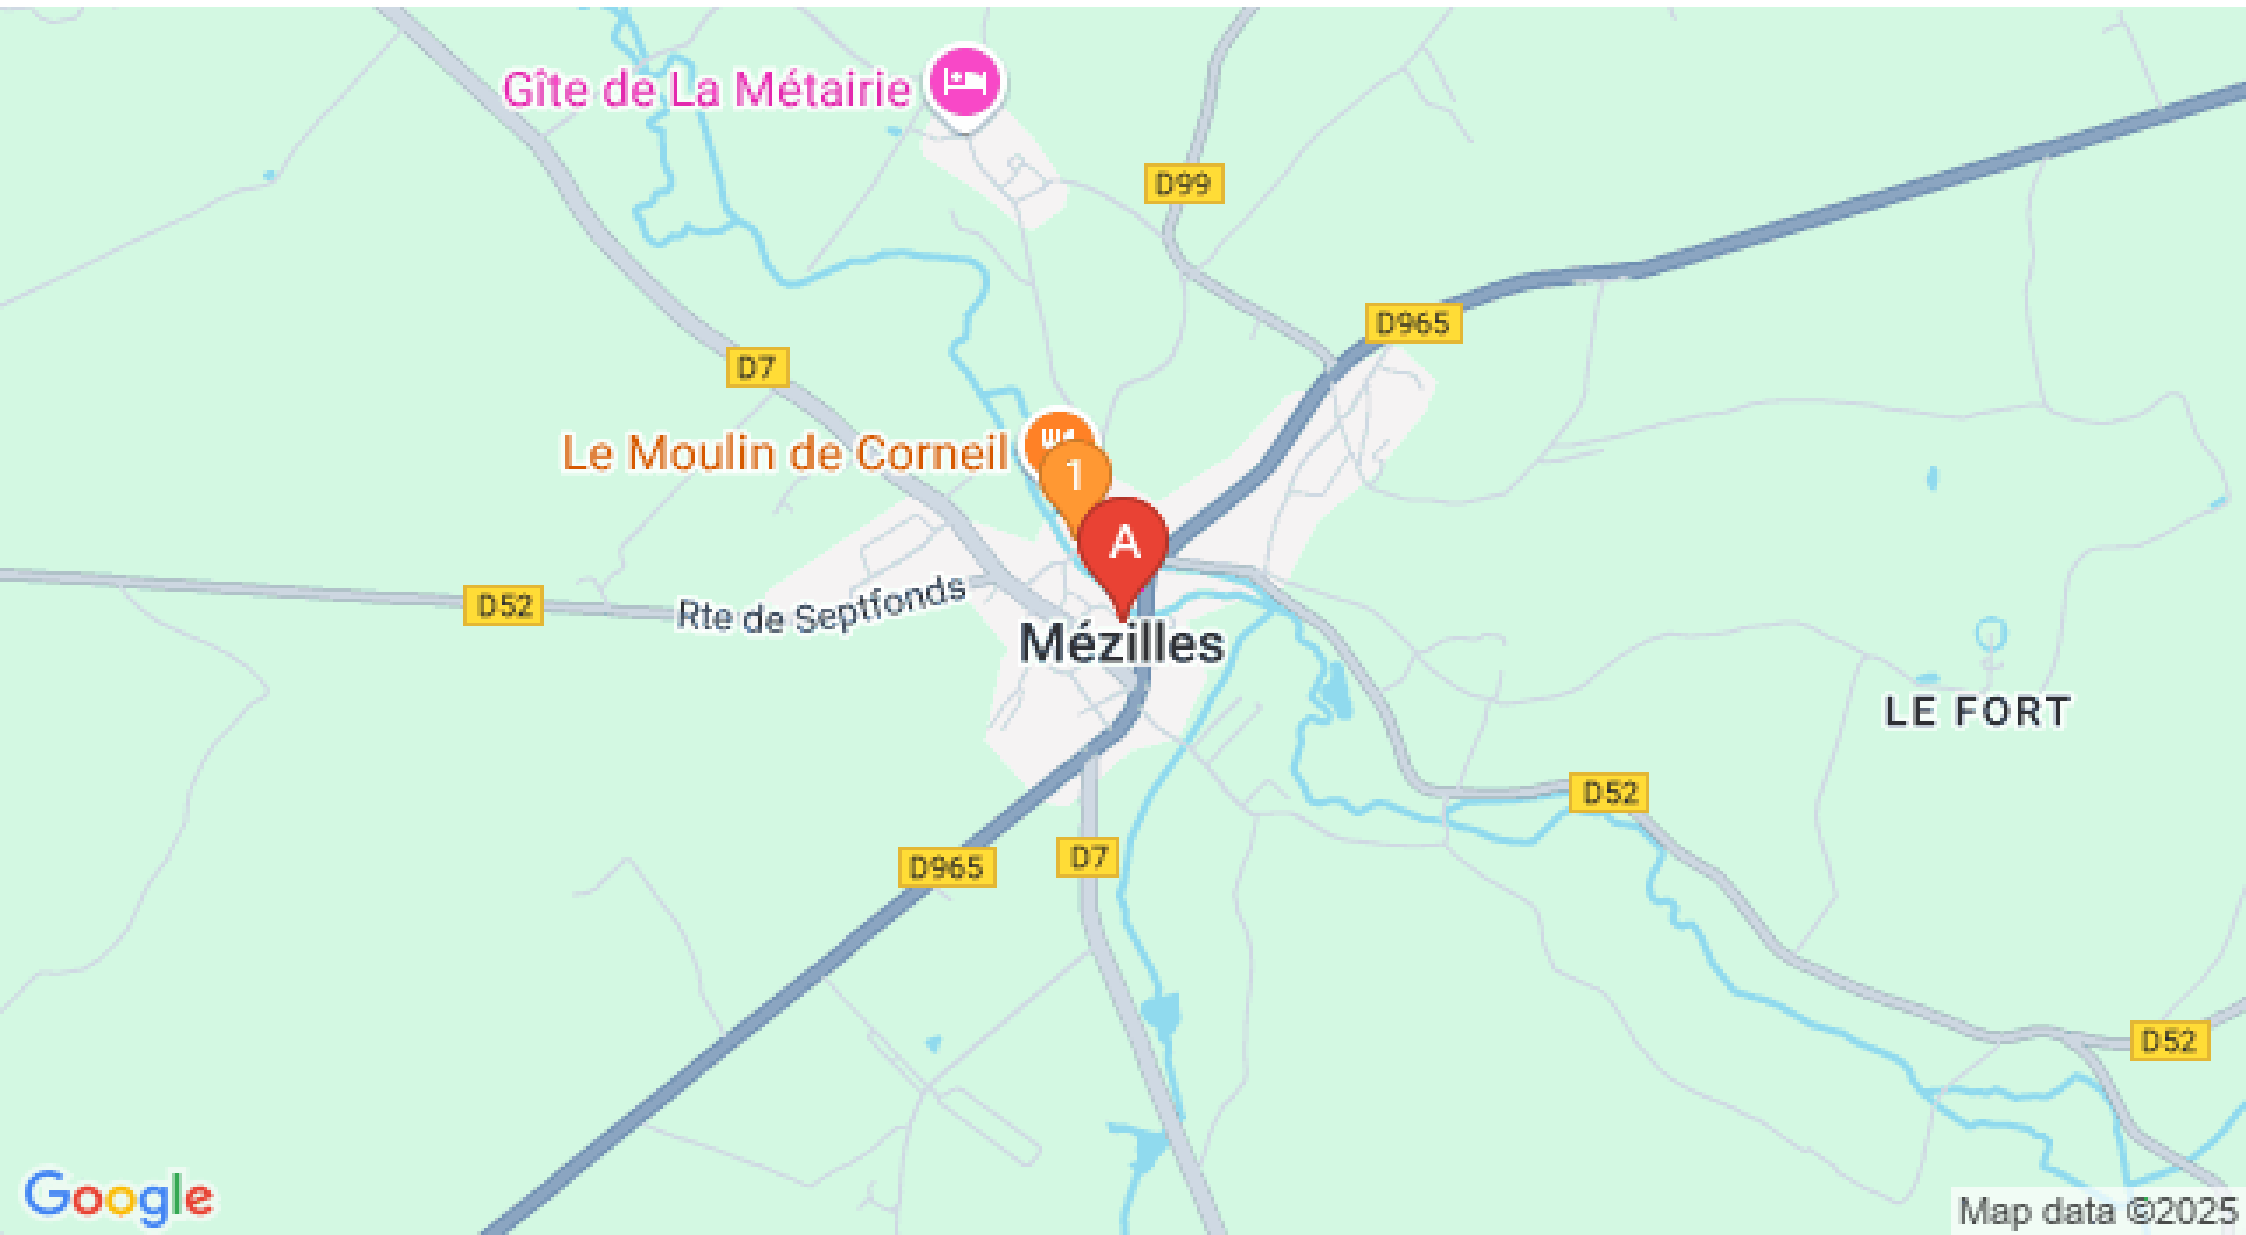 Gîte de La Métairie
D99
D965
D7
Le Moulin de Corneil
1
A
D52
Rte de Septfonds
Mézilles
LE FORT
D52
D965
D7
D52
Google
Map data ©2025